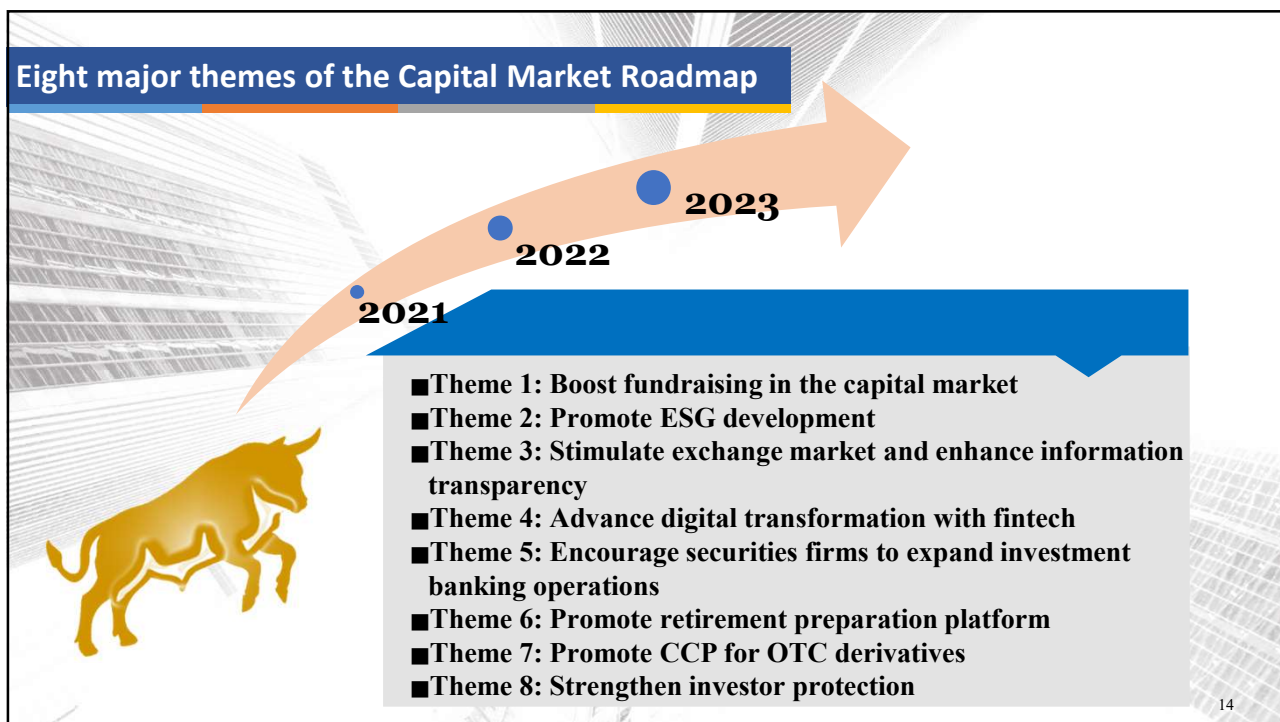 Eight major themes of the Capital Market Roadmap
2023
2022
2021
■Theme 1: Boost fundraising in the capital market
■Theme 2: Promote ESG development
■Theme 3: Stimulate exchange market and enhance information
transparency
■Theme 4: Advance digital transformation with fintech
■Theme 5: Encourage securities firms to expand investment
banking operations
■Theme 6: Promote retirement preparation platform
■Theme 7: Promote CCP for OTC derivatives
■Theme 8: Strengthen investor protection
14